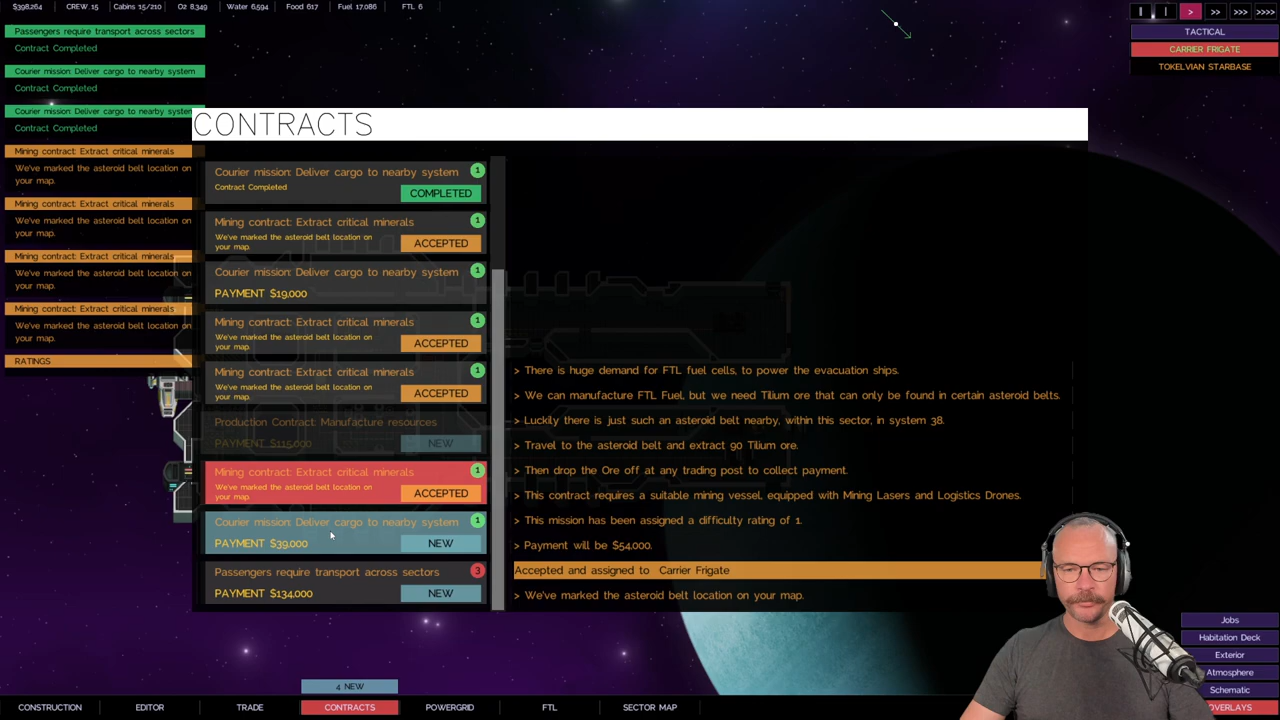 $398,264 CREW 15 Cabins 15/210 O2 8,349 Water 6,594 Food 617 Fuel 17,086 FTL 6
> >> >>> >>>>
TACTICAL
CARRIER FRIGATE
TOKELVIAN STARBASE
Passengers require transport across sectors
Contract Completed
Courier mission: Deliver cargo to nearby system
Contract Completed
Courier mission: Deliver cargo to nearby system
Contract Completed
Mining contract: Extract critical minerals
We've marked the asteroid belt location on
your map.
Mining contract: Extract critical minerals
We've marked the asteroid belt location on
your map.
Mining contract: Extract critical minerals
We've marked the asteroid belt location on
your map.
Mining contract: Extract critical minerals
We've marked the asteroid belt location on
your map.
RATINGS
CONTRACTS
Courier mission: Deliver cargo to nearby system 1
Contract Completed
COMPLETED
Mining contract: Extract critical minerals 1
We've marked the asteroid belt location on
your map.
ACCEPTED
Courier mission: Deliver cargo to nearby system 1
PAYMENT $19,000
Mining contract: Extract critical minerals 1
We've marked the asteroid belt location on
your map.
ACCEPTED
Mining contract: Extract critical minerals 1
We've marked the asteroid belt location on
your map.
ACCEPTED
Production Contract: Manufacture resources
PAYMENT $115,000 NEW
Mining contract: Extract critical minerals 1
We've marked the asteroid belt location on
your map.
ACCEPTED
Courier mission: Deliver cargo to nearby system 1
PAYMENT $39,000 NEW
Passengers require transport across sectors 3
PAYMENT $134,000 NEW
> There is huge demand for FTL fuel cells, to power the evacuation ships.
> We can manufacture FTL Fuel, but we need Tilium ore that can only be found in certain asteroid belts.
> Luckily there is just such an asteroid belt nearby, within this sector, in system 38.
> Travel to the asteroid belt and extract 90 Tilium ore.
> Then drop the Ore off at any trading post to collect payment.
> This contract requires a suitable mining vessel, equipped with Mining Lasers and Logistics Drones.
> This mission has been assigned a difficulty rating of 1.
> Payment will be $54,000.
Accepted and assigned to Carrier Frigate
> We've marked the asteroid belt location on your map.
Jobs
Habitation Deck
Exterior
Atmosphere
Schematic
OVERLAYS
4 NEW
CONSTRUCTION EDITOR TRADE CONTRACTS POWERGRID FTL SECTOR MAP